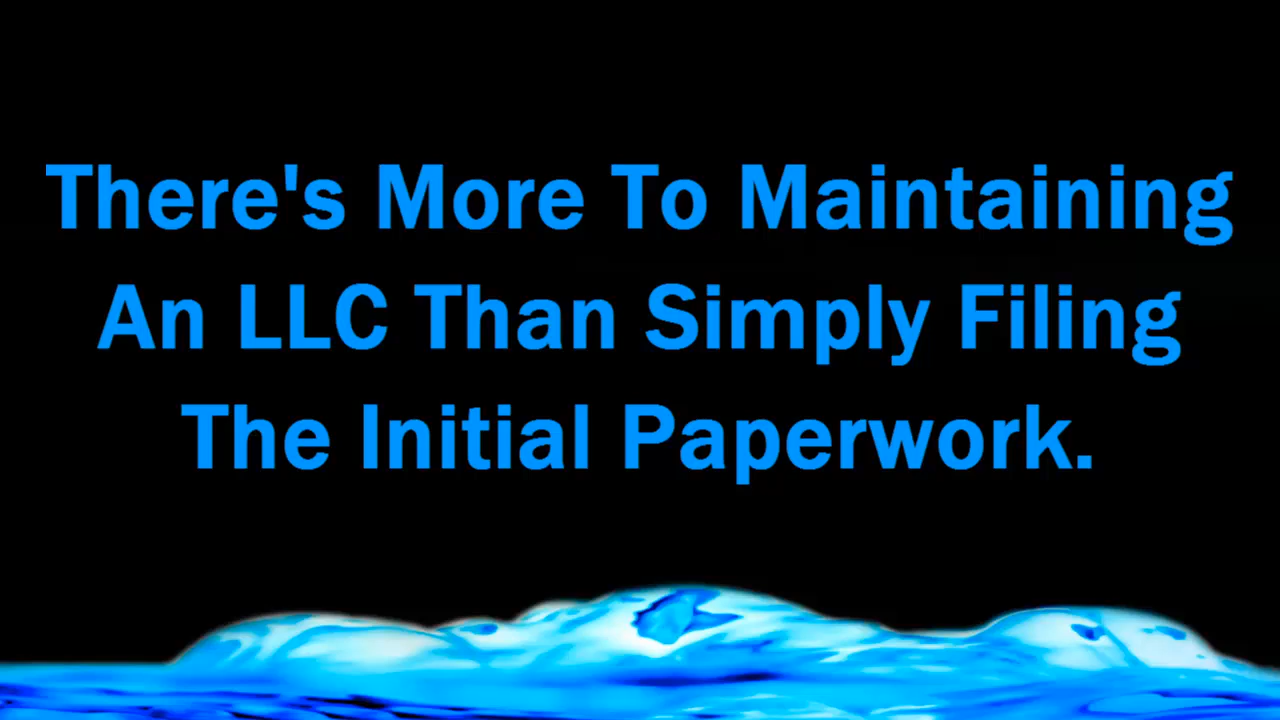 There's More To Maintaining
An LLC Than Simply Filing
The Initial Paperwork.